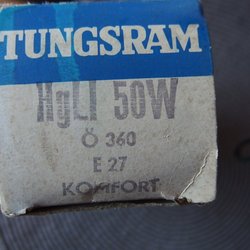 TUNGSRAM
HgLI 50W
Ö 360
E 27
KOMFORT